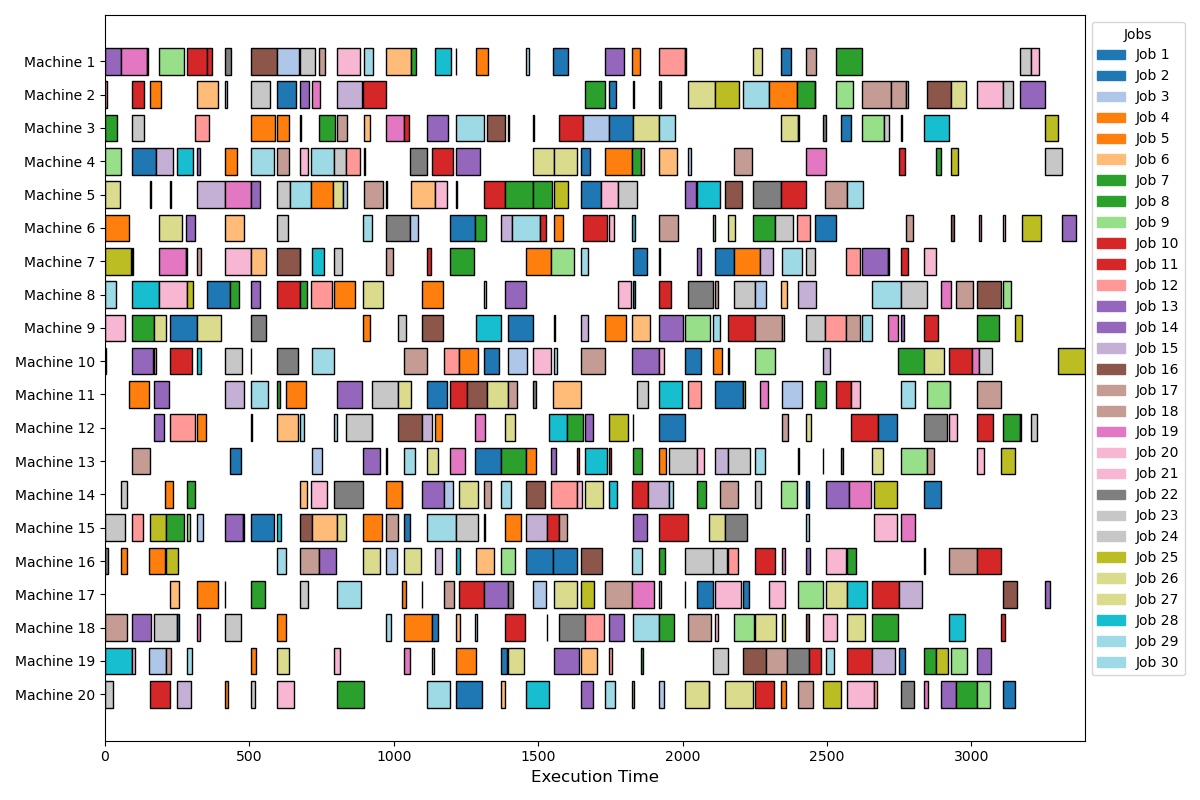 Machine 1
Machine 2
Machine 3
Machine 4
Machine 5
Machine 6
Machine 7
Machine 8
Machine 9
Machine 10
Machine 11
Machine 12
Machine 13
Machine 14
Machine 15
Machine 16
Machine 17
Machine 18
Machine 19
Machine 20
0 500 1000 1500 2000 2500 3000
Execution Time
Jobs
Job 1
Job 2
Job 3
Job 4
Job 5
Job 6
Job 7
Job 8
Job 9
Job 10
Job 11
Job 12
Job 13
Job 14
Job 15
Job 16
Job 17
Job 18
Job 19
Job 20
Job 21
Job 22
Job 23
Job 24
Job 25
Job 26
Job 27
Job 28
Job 29
Job 30